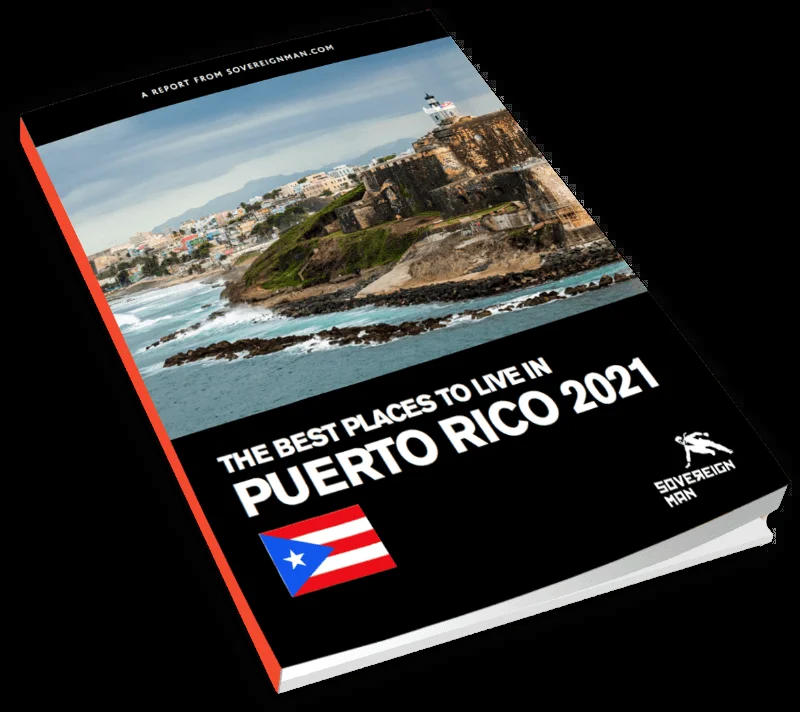 A REPORT FROM SOVEREIGNMAN.COM
THE BEST PLACES TO LIVE IN
PUERTO RICO 2021
SOVEREIGN
MAN